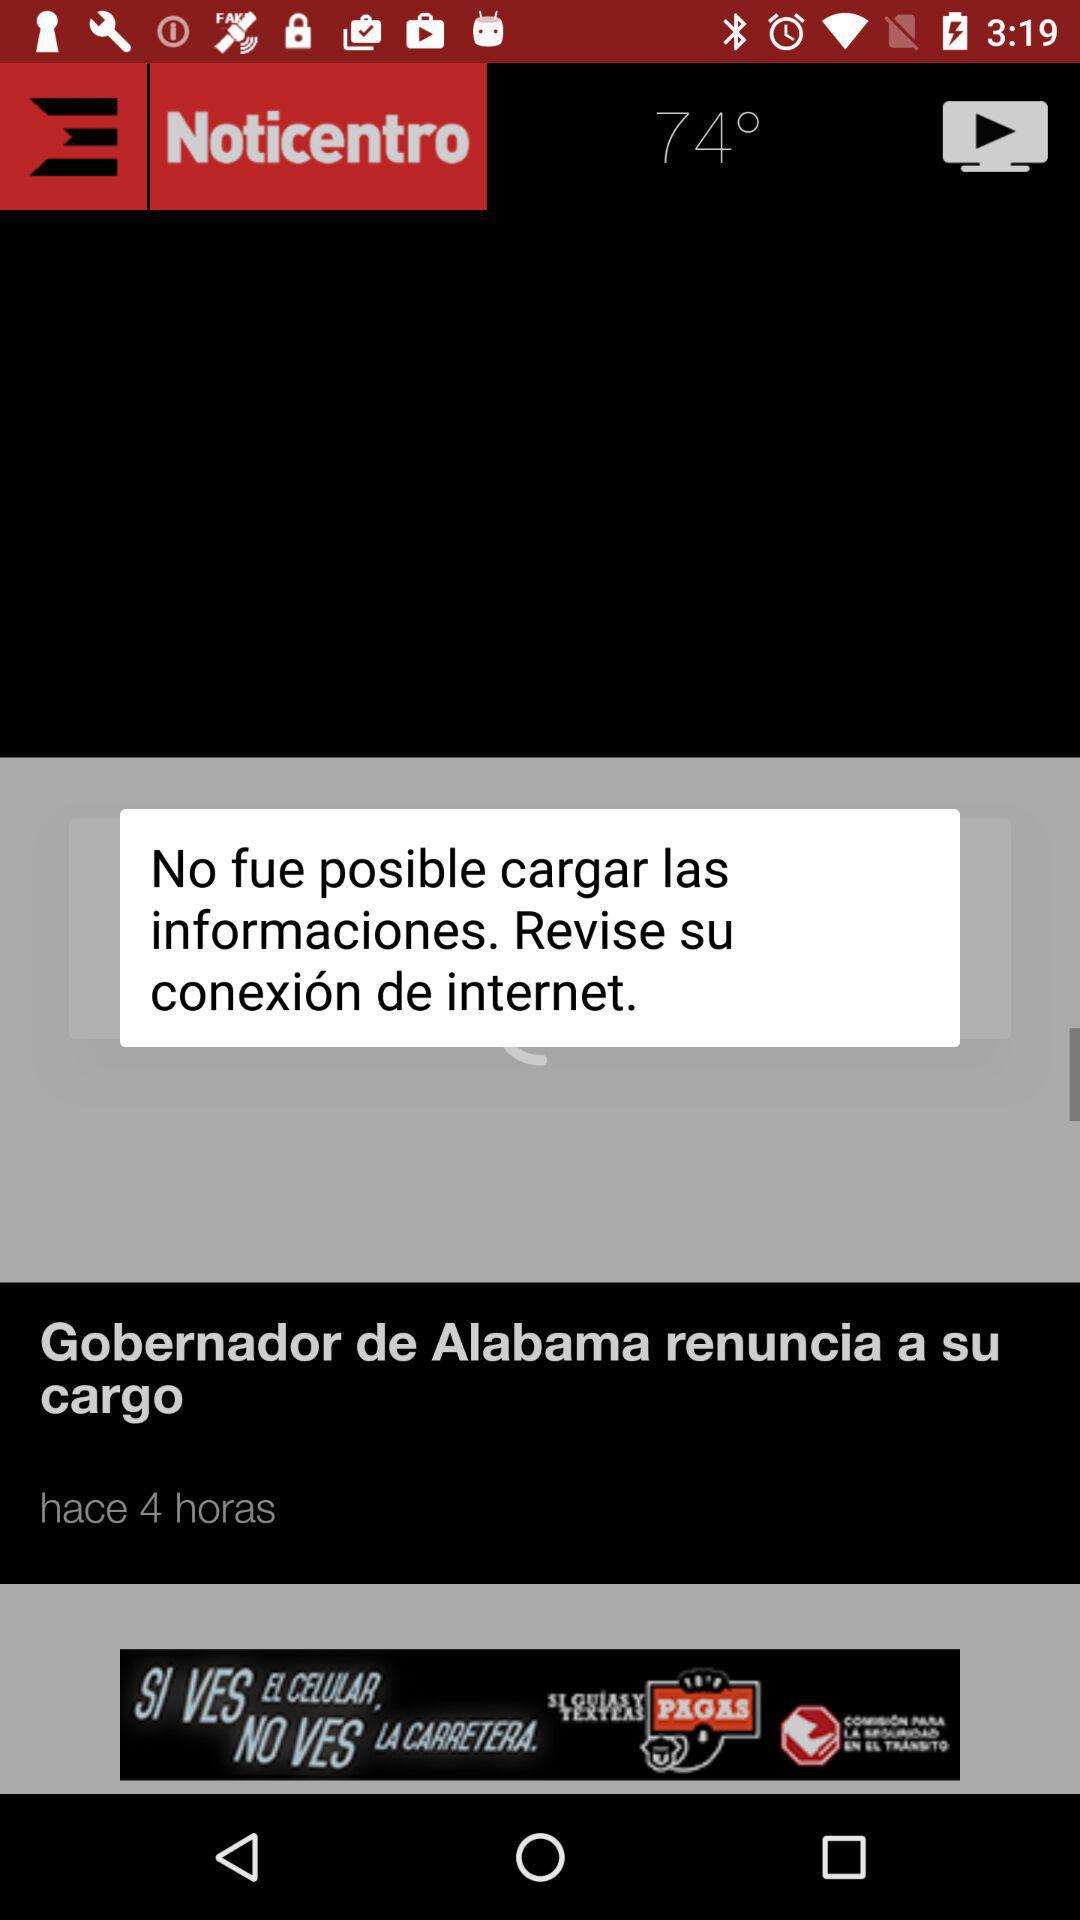 FAKE
3:19
Noticentro
74°
No fue posible cargar las
informaciones. Revise su
conexión de internet.
Gobernador de Alabama renuncia a su
cargo
hace 4 horas
SI VES EL CELULAR,
NO VES LA CARRETERA.
SI GUÍAS Y
TEXTEAS
PAGAS
COMISIÓN PARA
LA SEGURIDAD
EN EL TRÁNSITO